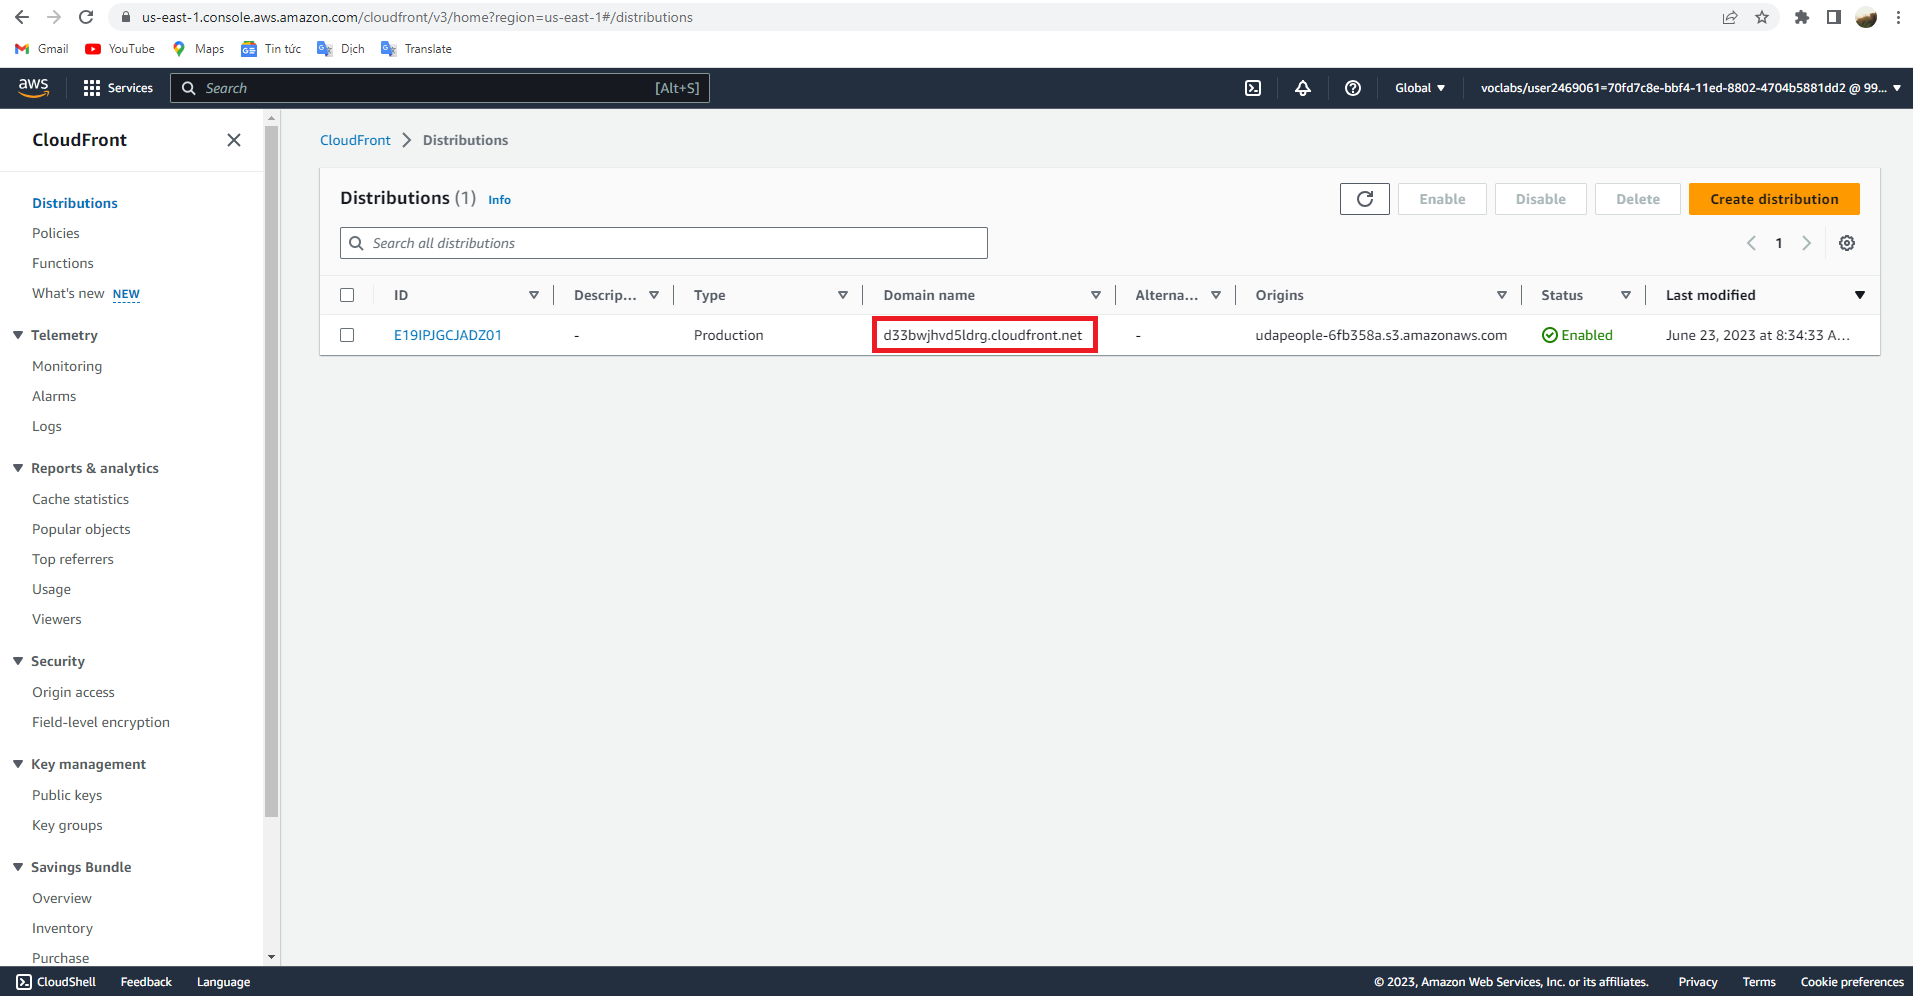 us-east-1.console.aws.amazon.com/cloudfront/v3/home?region=us-east-1#/distributions
Gmail YouTube Maps Tin tức Dịch Translate
aws Services Search [Alt+S] Global voclabs/user2469061=70fd7c8e-bbf4-11ed-8802-4704b5881dd2 @ 99...
CloudFront
Distributions
Policies
Functions
What's new NEW
Telemetry
Monitoring
Alarms
Logs
Reports & analytics
Cache statistics
Popular objects
Top referrers
Usage
Viewers
Security
Origin access
Field-level encryption
Key management
Public keys
Key groups
Savings Bundle
Overview
Inventory
Purchase
CloudFront Distributions
Distributions (1) Info
Enable Disable Delete Create distribution
Search all distributions
1
ID Descrip... Type Domain name Alterna... Origins Status Last modified
E19IPJGCJADZ01 - Production d33bwjhvd5ldrg.cloudfront.net - udapeople-6fb358a.s3.amazonaws.com Enabled June 23, 2023 at 8:34:33 A...
CloudShell Feedback Language © 2023, Amazon Web Services, Inc. or its affiliates. Privacy Terms Cookie preferences